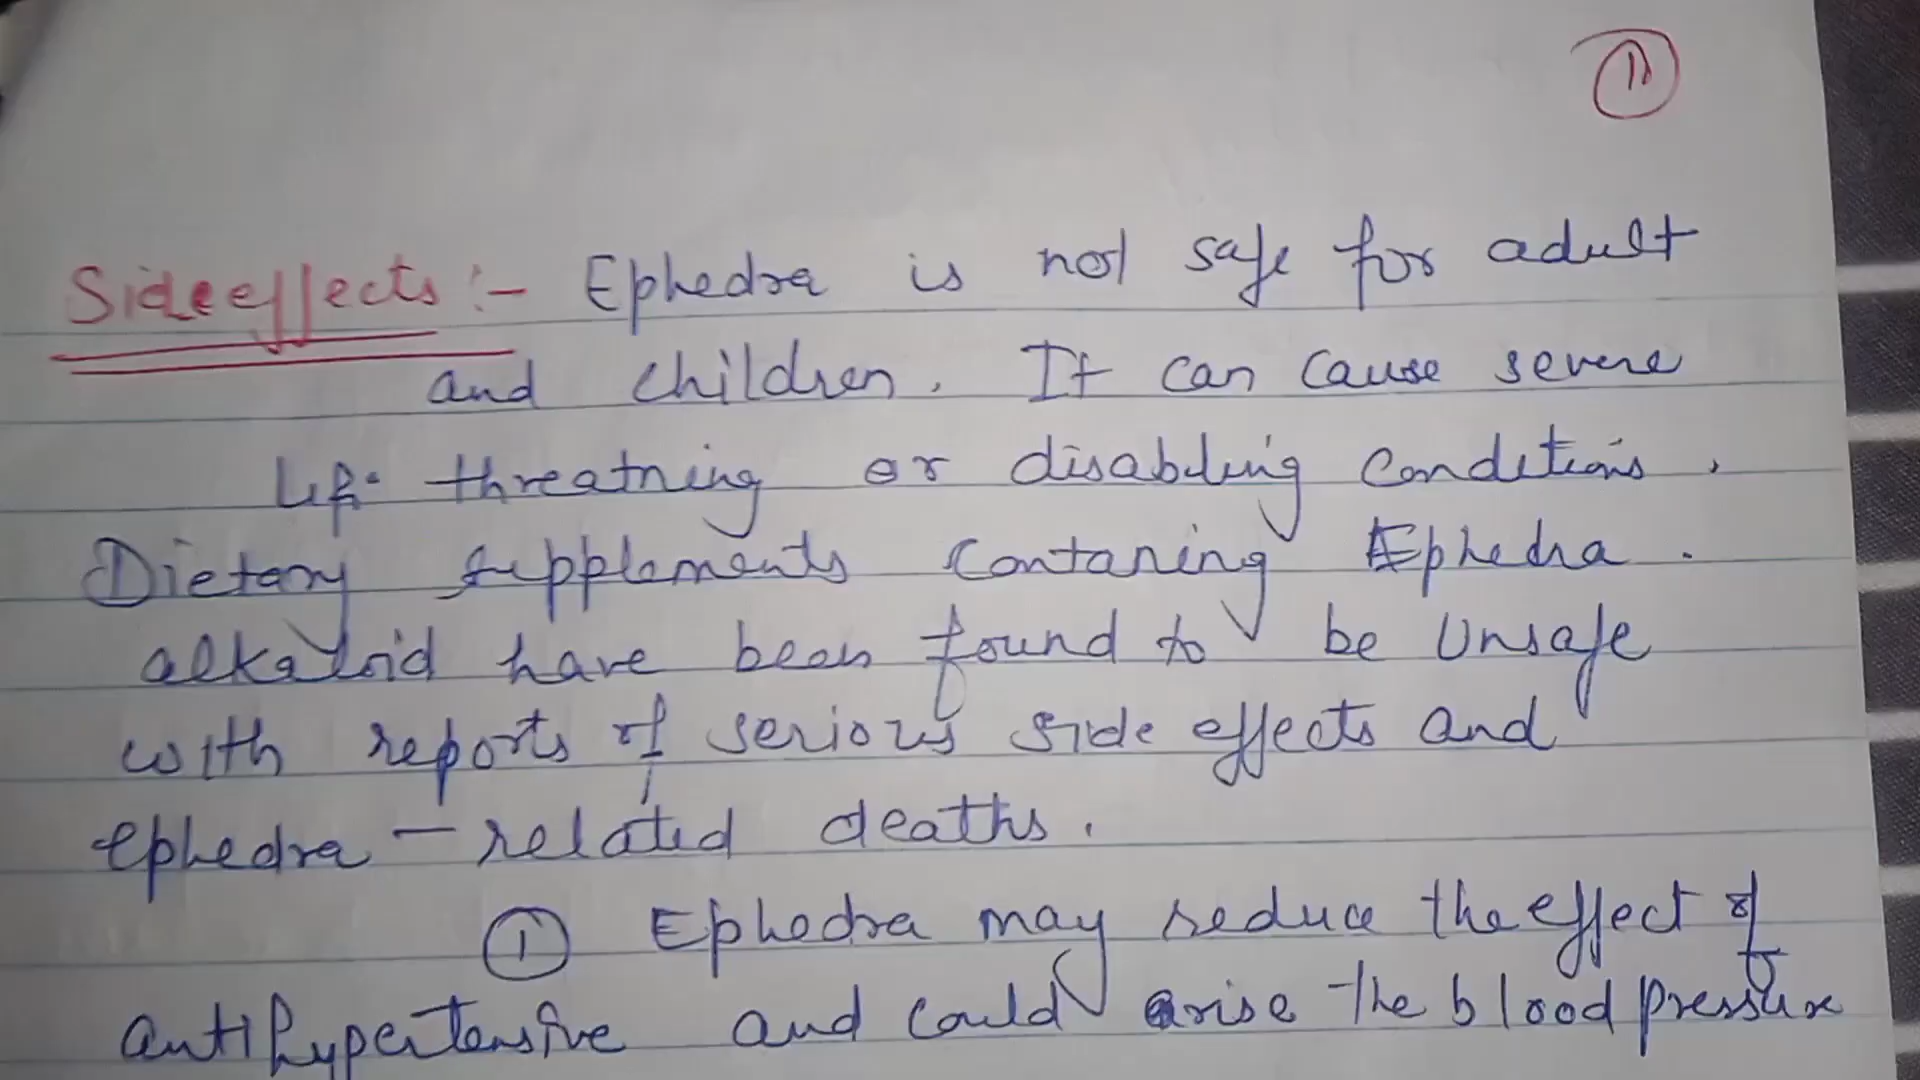 11
Sideeffects :- Ephedra is not safe for adult
and children. It can cause severe
threatning or disabling conditions.
Dietary supplements contaning Ephedra.
alkaloid have been found to be Unsafe
with reports of serious side effects and
ephedra - related deaths.
① Ephedra may reduce the effect of
antihypertensive and could arise the blood pressure